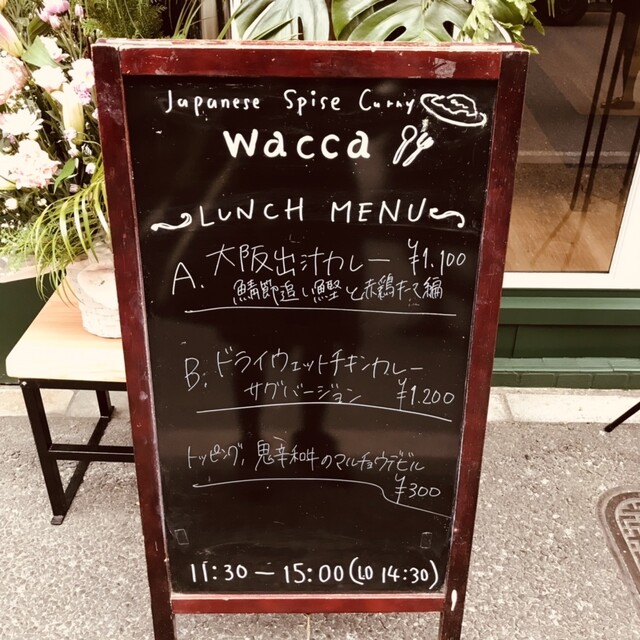 Japanese Spise Curry
wacca
LUNCH MENU
A. 大阪出汁カレー ¥1.100
鯖節追い鰹と赤鶏キーマ編
B: ドライウェットチキンカレー
サグバージョン ¥1.200
トッピング, 鬼辛和牛のマルチョウデビル
¥300
11:30-15:00(LO 14:30)